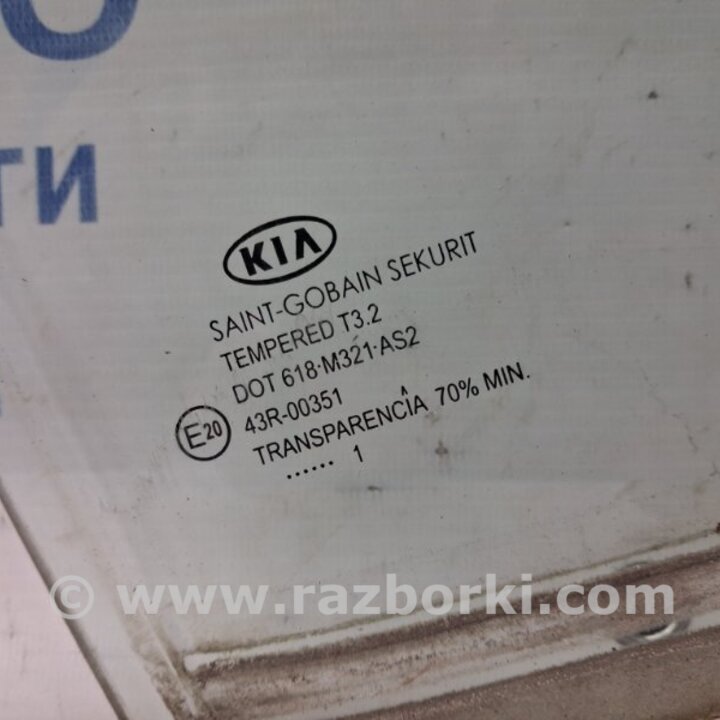 О
ТИ
KIA
SAINT-GOBAIN SEKURIT
TEMPERED T3.2
DOT 618·M321·AS2
E20 43R-00351
TRANSPARENCÎA 70% MIN.
...... 1
© www.razborki.com